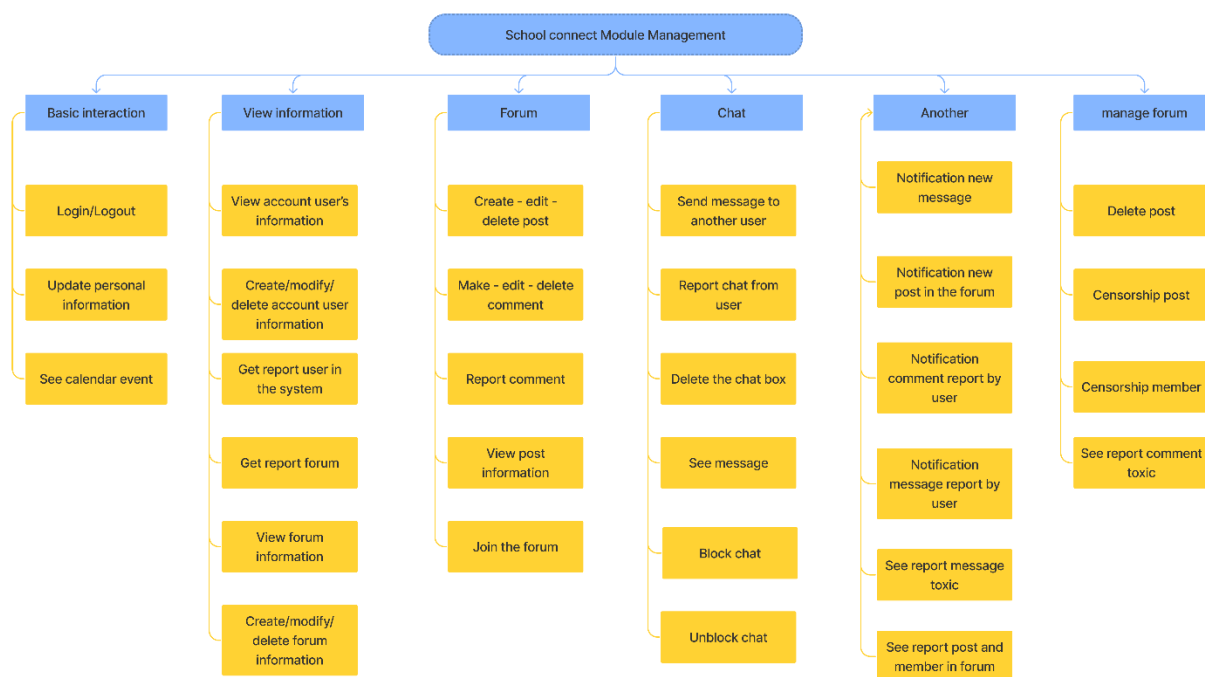 School connect Module Management
Basic interaction
View information
Forum
Chat
Another
manage forum
Login/Logout
Update personal
information
See calendar event
View account user's
information
Create/modify/
delete account user
information
Get report user in
the system
Get report forum
View forum
information
Create/modify/
delete forum
information
Create - edit -
delete post
Make - edit - delete
comment
Report comment
View post
information
Join the forum
Send message to
another user
Report chat from
user
Delete the chat box
See message
Block chat
Unblock chat
Notification new
message
Notification new
post in the forum
Notification
comment report by
user
Notification
message report by
user
See report message
toxic
See report post and
member in forum
Delete post
Censorship post
Censorship member
See report comment
toxic